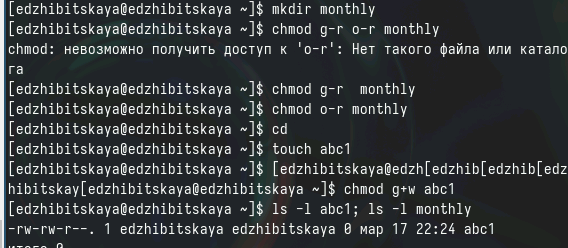 [edzhibitskaya@edzhibitskaya ~]$ mkdir monthly
[edzhibitskaya@edzhibitskaya ~]$ chmod g-r o-r monthly
chmod: невозможно получить доступ к 'o-r': Нет такого файла или катало
га
[edzhibitskaya@edzhibitskaya ~]$ chmod g-r  monthly
[edzhibitskaya@edzhibitskaya ~]$ chmod o-r monthly
[edzhibitskaya@edzhibitskaya ~]$ cd
[edzhibitskaya@edzhibitskaya ~]$ touch abc1
[edzhibitskaya@edzhibitskaya ~]$ [edzhibitskaya@edzh[edzhib[edzhib[edz
hibitskay[edzhibitskaya@edzhibitskaya ~]$ chmod g+w abc1
[edzhibitskaya@edzhibitskaya ~]$ ls -l abc1; ls -l monthly
-rw-rw-r--. 1 edzhibitskaya edzhibitskaya 0 мар 17 22:24 abc1
итого 0